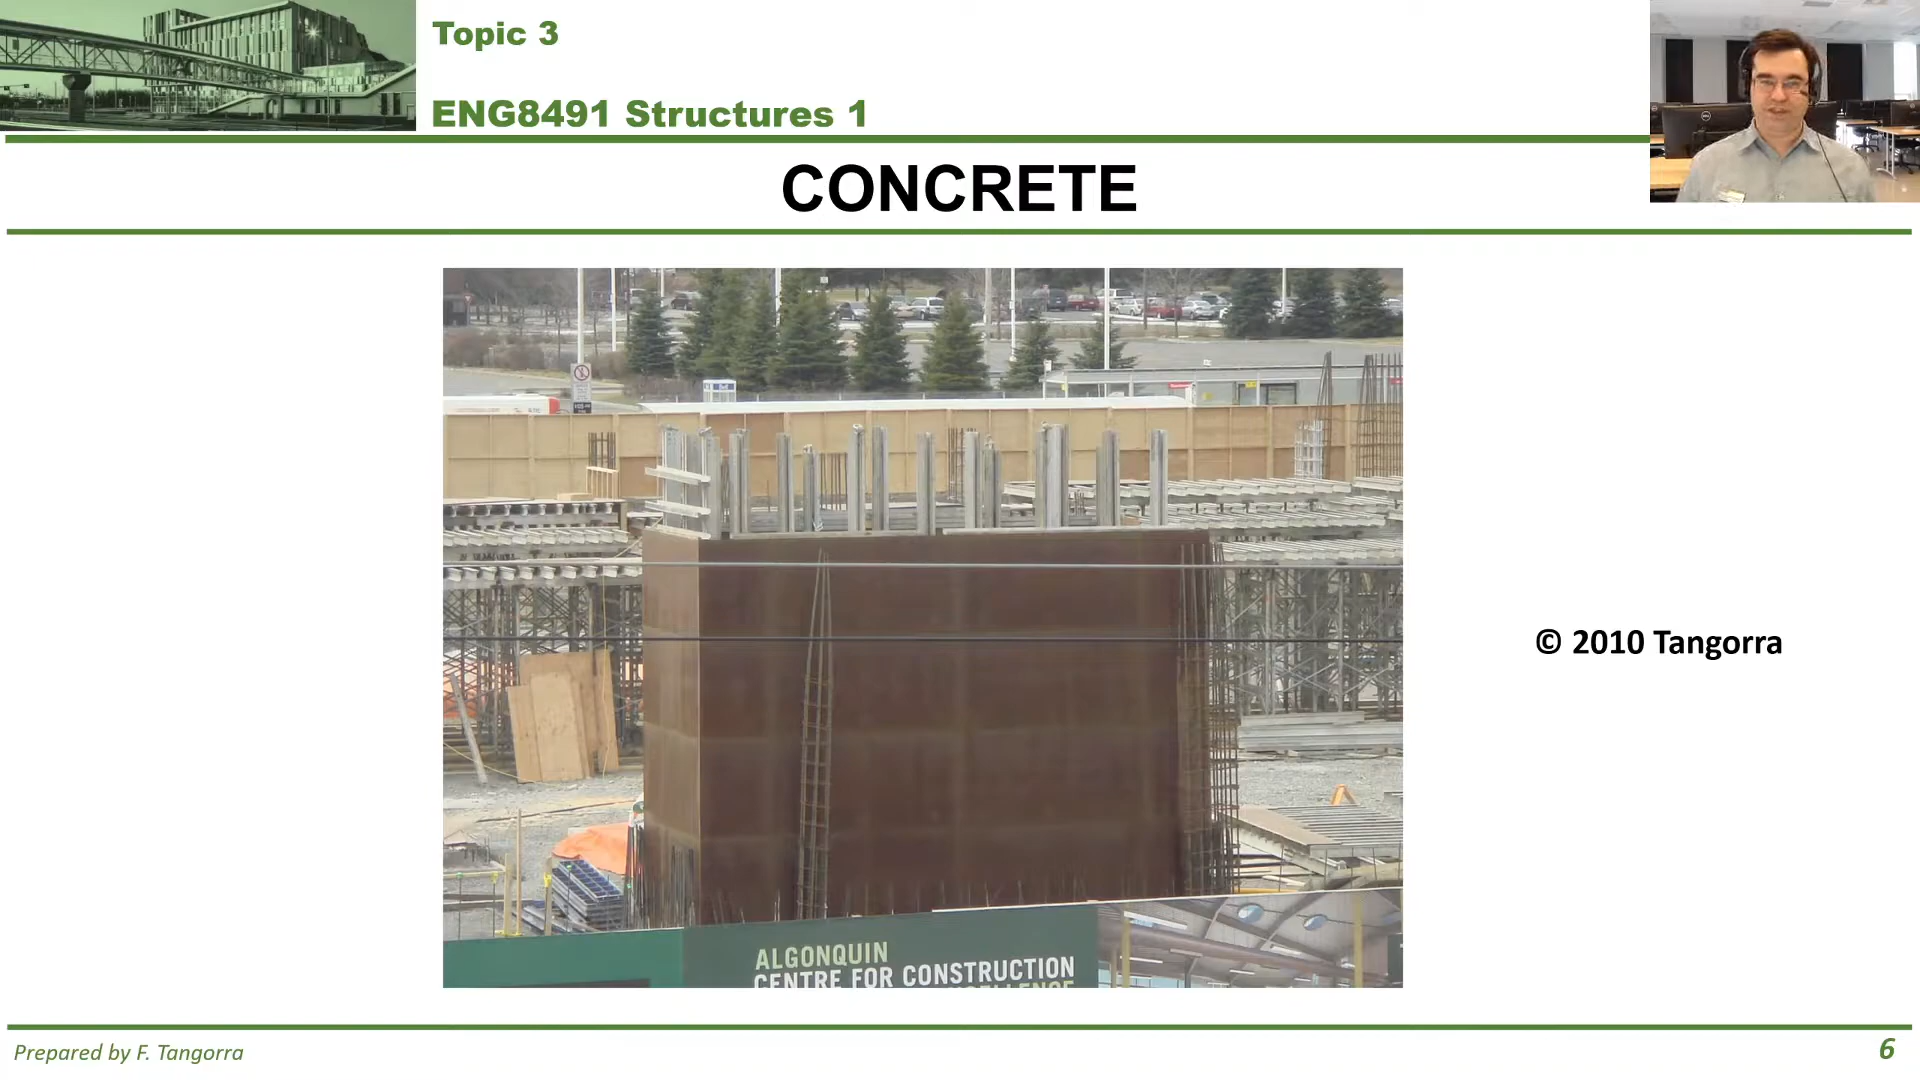 Topic 3
ENG8491 Structures 1
CONCRETE
© 2010 Tangorra
ALGONQUIN
CENTRE FOR CONSTRUCTION
Prepared by F. Tangorra
6